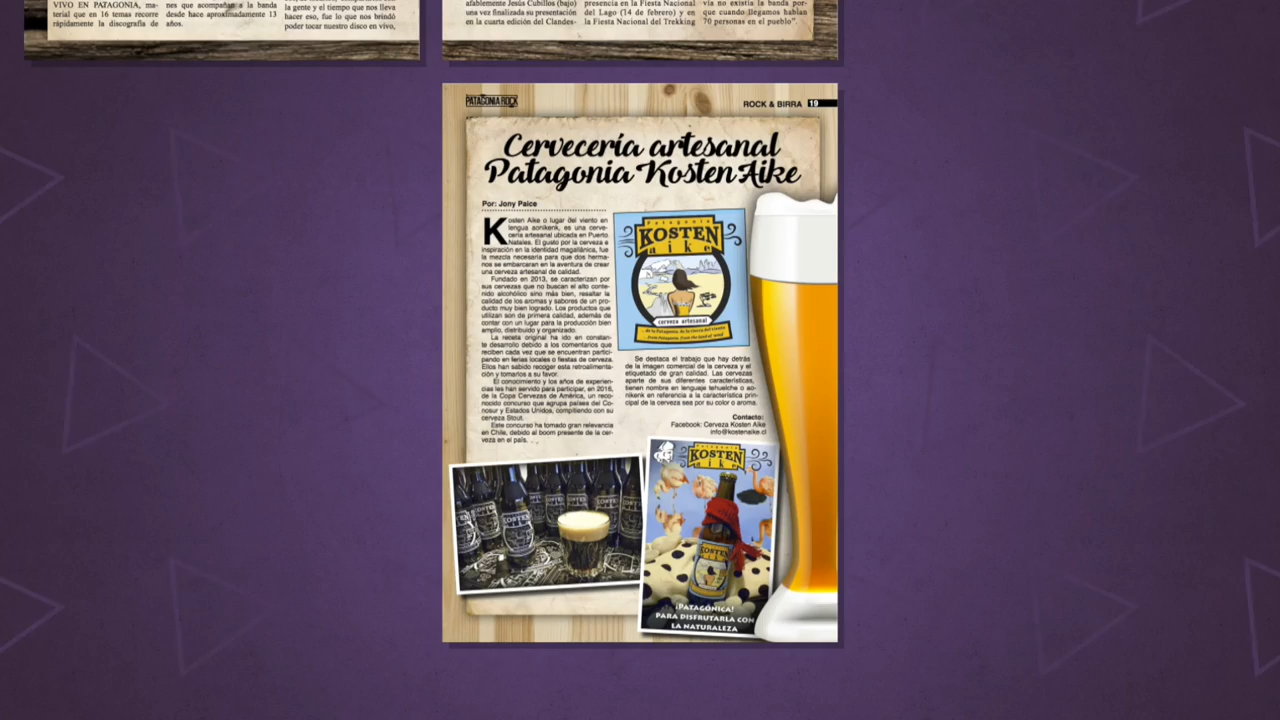 VIVO EN PATAGONIA, ma-
terial que en 16 temas recorre
rápidamente la discografía de
nes que acompañan a la banda
desde hace aproximadamente 13
años.
la gente y el tiempo que nos lleva
hacer eso, fue lo que nos brindó
poder tocar nuestro disco en vivo,
afablemente Jesús Cubillos (bajo)
una vez finalizada su presentación
en la cuarta edición del Clandes-
presencia en la Fiesta Nacional
del Lago (14 de febrero) y en
la Fiesta Nacional del Trekking
vía no existía la banda por-
que cuando llegamos habían
70 personas en el pueblo".
PATAGONIA ROCK
ROCK & BIRRA 19
Cervecería artesanal
Patagonia Kosten Aike
Por: Jony Paice
Kosten Aike o lugar del viento en
lengua aonikenk, es una cerve-
cería artesanal ubicada en Puerto
Natales. El gusto por la cerveza e
inspiración en la identidad magallánica, fue
la mezcla necesaria para que dos herma-
nos se embarcaran en la aventura de crear
una cerveza artesanal de calidad.
Fundado en 2013, se caracterizan por
sus cervezas que no buscan el alto conte-
nido alcohólico sino más bien, resaltar la
calidad de los aromas y sabores de un pro-
ducto muy bien logrado. Los productos que
utilizan son de primera calidad, además de
contar con un lugar para la producción bien
amplio, distribuido y organizado.
La receta original ha ido en constan-
te desarrollo debido a los comentarios que
reciben cada vez que se encuentran partici-
pando en ferias locales o fiestas de cerveza.
Ellos han sabido recoger esta retroalimenta-
ción y tomarlos a su favor.
El conocimiento y los años de experien-
cias les han servido para participar, en 2016,
de la Copa Cervezas de América, un reco-
nocido concurso que agrupa países del Co-
nosur y Estados Unidos, compitiendo con su
cerveza Stout.
Este concurso ha tomado gran relevancia
en Chile, debido al boom presente de la cer-
veza en el país.
Patagonia
KOSTEN
aike
cerveza artesanal
...de la Patagonia, de la tierra del viento
...from Patagonia, from the land of wind
Se destaca el trabajo que hay detrás
de la imagen comercial de la cerveza y el
etiquetado de gran calidad. Las cervezas
aparte de sus diferentes características,
tienen nombre en lenguaje tehuelche o ao-
nikenk en referencia a la característica prin-
cipal de la cerveza sea por su color o aroma.
Contacto:
Facebook: Cerveza Kosten Aike
info@kostenaike.cl
KOSTEN
KOSTEN
aike
KOSTEN
aike
¡PATAGÓNICA!
PARA DISFRUTARLA CON
LA NATURALEZA